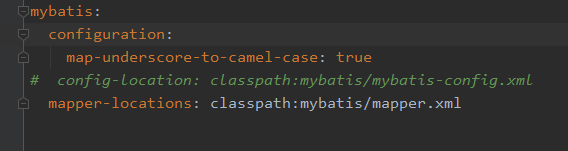 mybatis:
  configuration:
    map-underscore-to-camel-case: true
#  config-location: classpath:mybatis/mybatis-config.xml
  mapper-locations: classpath:mybatis/mapper.xml